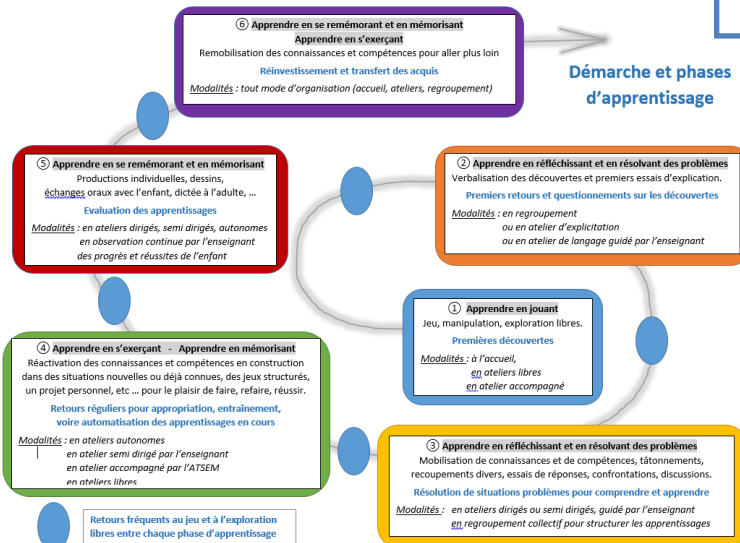 ⑥ Apprendre en se remémorant et en mémorisant
Apprendre en s'exerçant
Remobilisation des connaissances et compétences pour aller plus loin
Réinvestissement et transfert des acquis
Modalités : tout mode d'organisation (accueil, ateliers, regroupement)
Démarche et phases
d'apprentissage
⑤ Apprendre en se remémorant et en mémorisant
Productions individuelles, dessins,
échanges oraux avec l'enfant, dictée à l'adulte, …
Evaluation des apprentissages
Modalités : en ateliers dirigés, semi dirigés, autonomes
en observation continue par l'enseignant
des progrès et réussites de l'enfant
② Apprendre en réfléchissant et en résolvant des problèmes
Verbalisation des découvertes et premiers essais d'explication.
Premiers retours et questionnements sur les découvertes
Modalités : en regroupement
ou en atelier d'explicitation
ou en atelier de langage guidé par l'enseignant
① Apprendre en jouant
Jeu, manipulation, exploration libres.
Premières découvertes
Modalités : à l'accueil,
en ateliers libres
en atelier accompagné
④ Apprendre en s'exerçant - Apprendre en mémorisant
Réactivation des connaissances et compétences en construction
dans des situations nouvelles ou déjà connues, des jeux structurés,
un projet personnel, etc … pour le plaisir de faire, refaire, réussir.
Retours réguliers pour appropriation, entraînement,
voire automatisation des apprentissages en cours
Modalités : en ateliers autonomes
en atelier semi dirigé par l'enseignant
en atelier accompagné par l'ATSEM
en ateliers libres
③ Apprendre en réfléchissant et en résolvant des problèmes
Mobilisation de connaissances et de compétences, tâtonnements,
recoupements divers, essais de réponses, confrontations, discussions.
Résolution de situations problèmes pour comprendre et apprendre
Modalités : en ateliers dirigés ou semi dirigés, guidé par l'enseignant
en regroupement collectif pour structurer les apprentissages
Retours fréquents au jeu et à l'exploration
libres entre chaque phase d'apprentissage